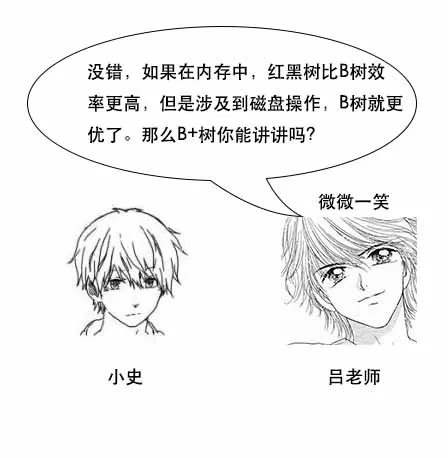 没错，如果在内存中，红黑树比B树效
率更高，但是涉及到磁盘操作，B树就更
优了。那么B+树你能讲讲吗？
微微一笑
小史
吕老师